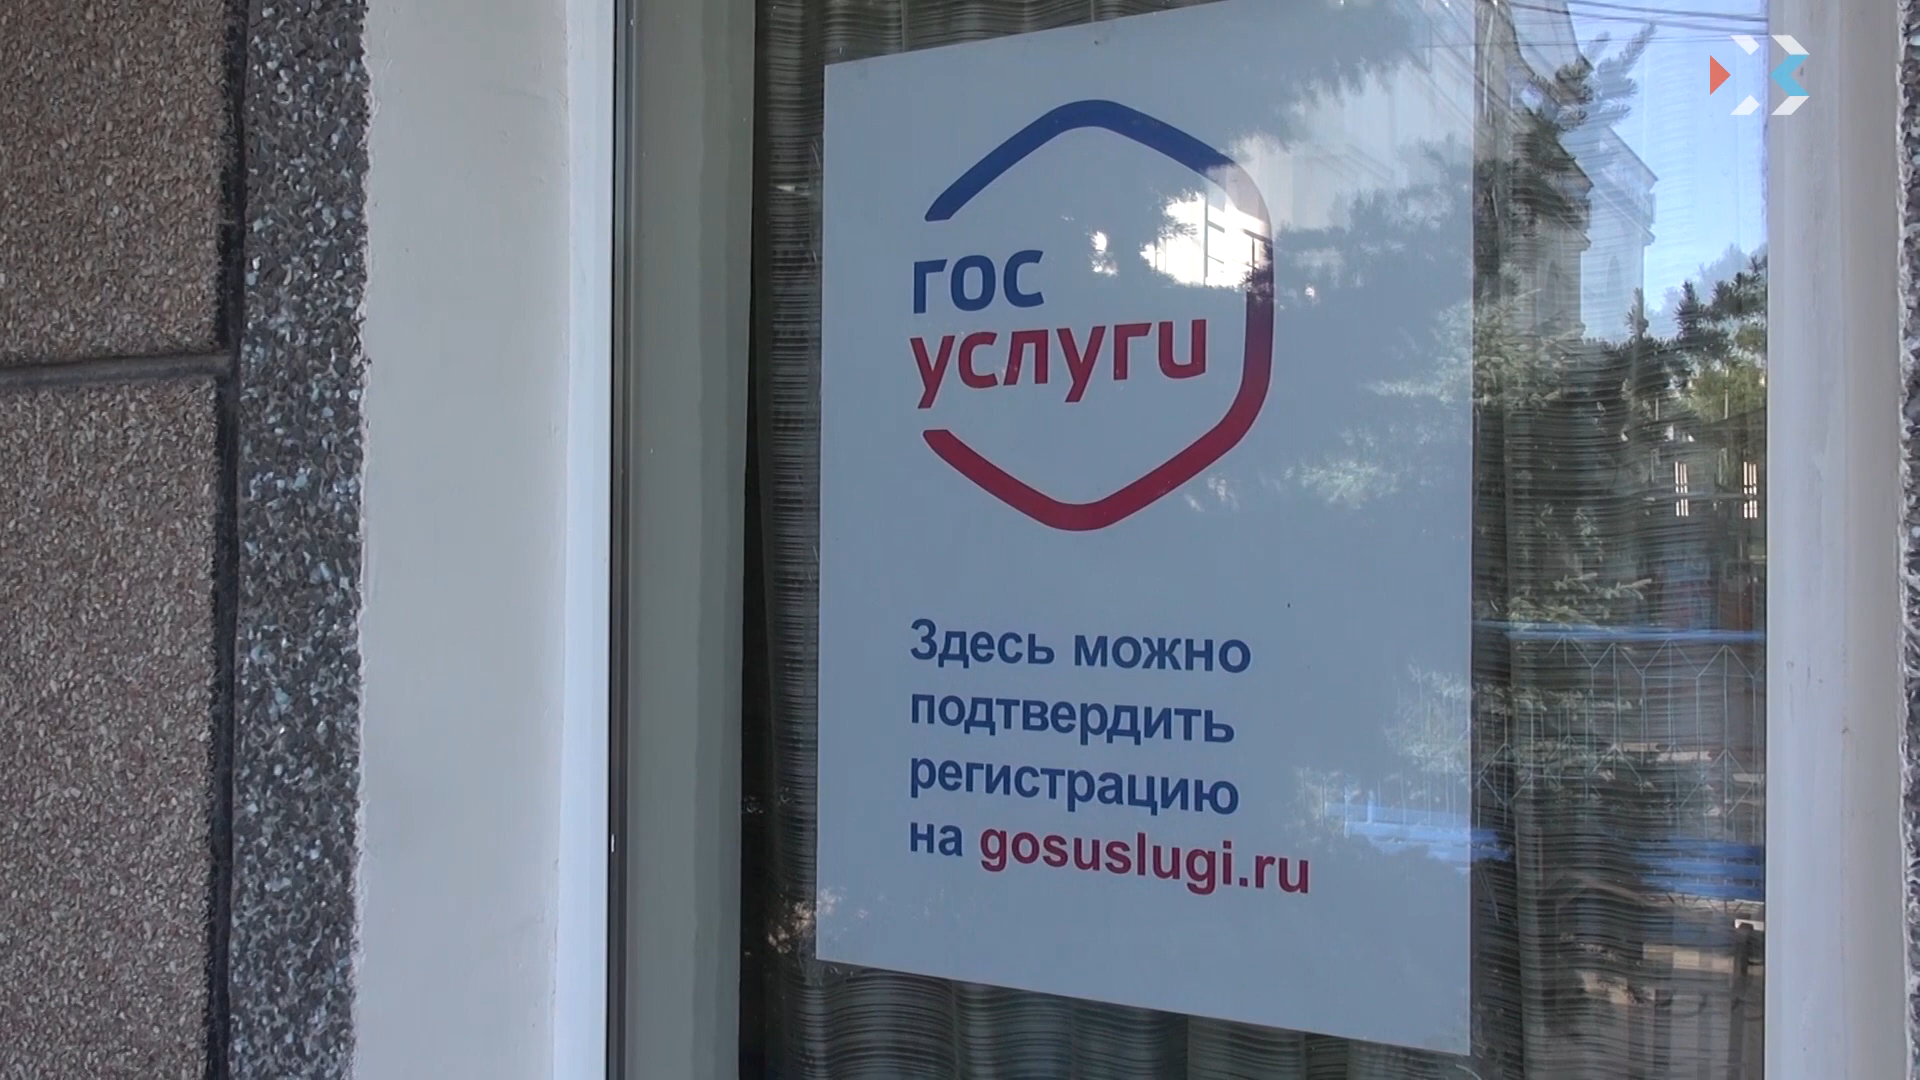 гос
услуги
Здесь можно
подтвердить
регистрацию
на gosuslugi.ru